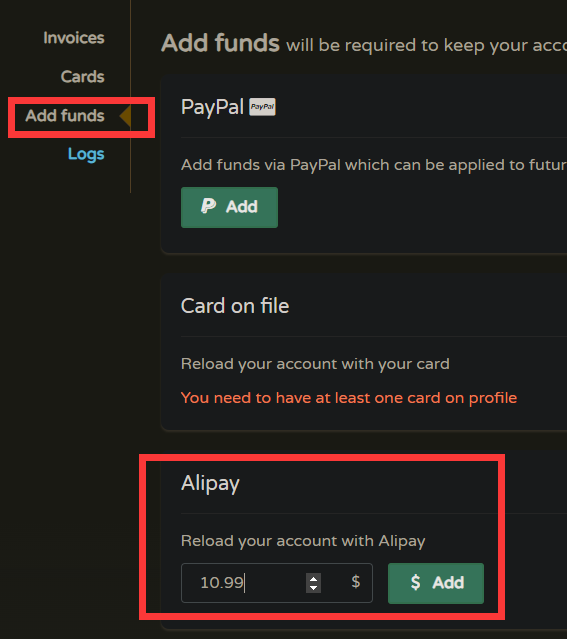 Invoices
Cards
Add funds
Logs
Add funds will be required to keep your acco
PayPal PayPal
Add funds via PayPal which can be applied to futur
Add
Card on file
Reload your account with your card
You need to have at least one card on profile
Alipay
Reload your account with Alipay
10.99 $ $ Add